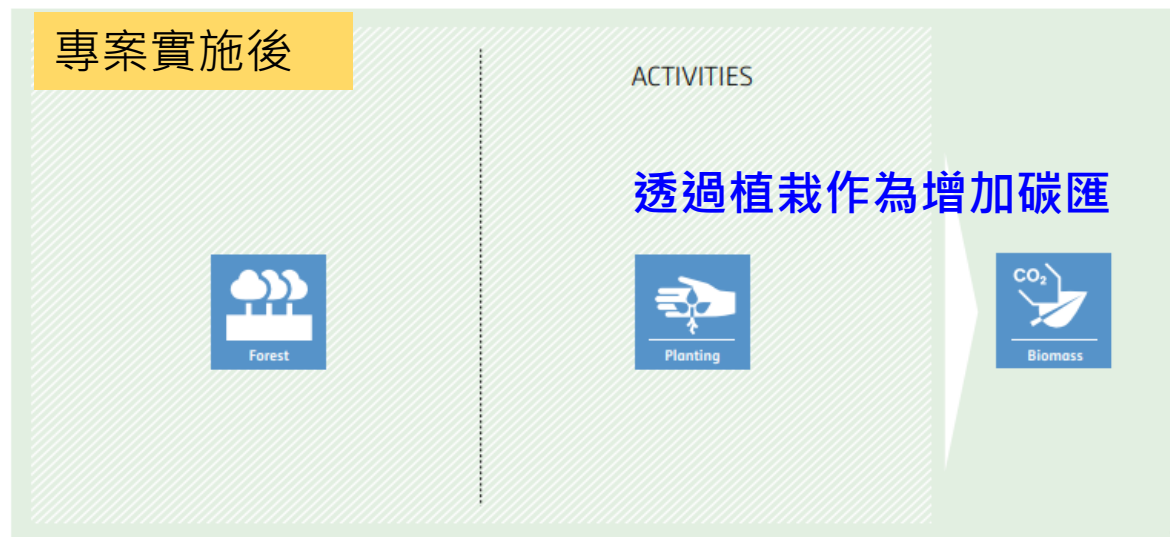 專案實施後
ACTIVITIES
透過植栽作為增加碳匯
Forest
Planting
CO₂
Biomass